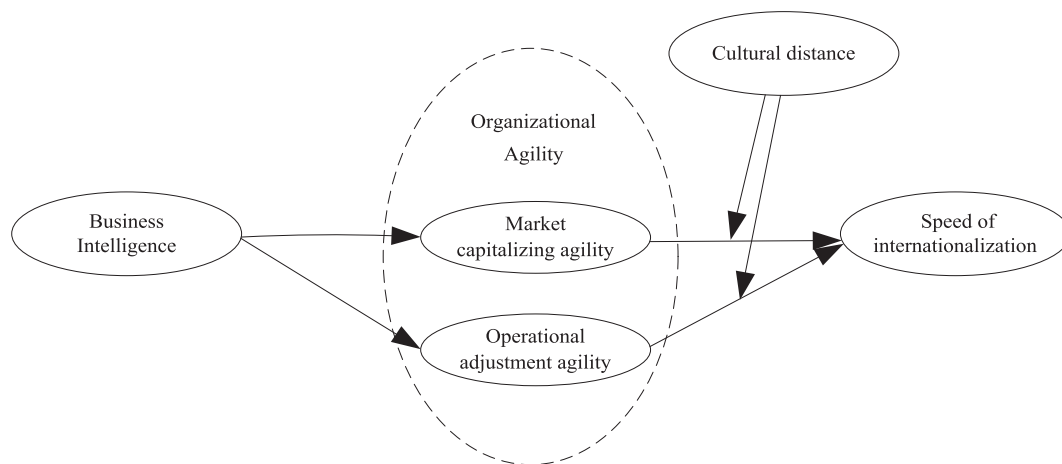 Cultural distance
Organizational
Agility
Business
Intelligence
Market
capitalizing agility
Speed of
internationalization
Operational
adjustment agility